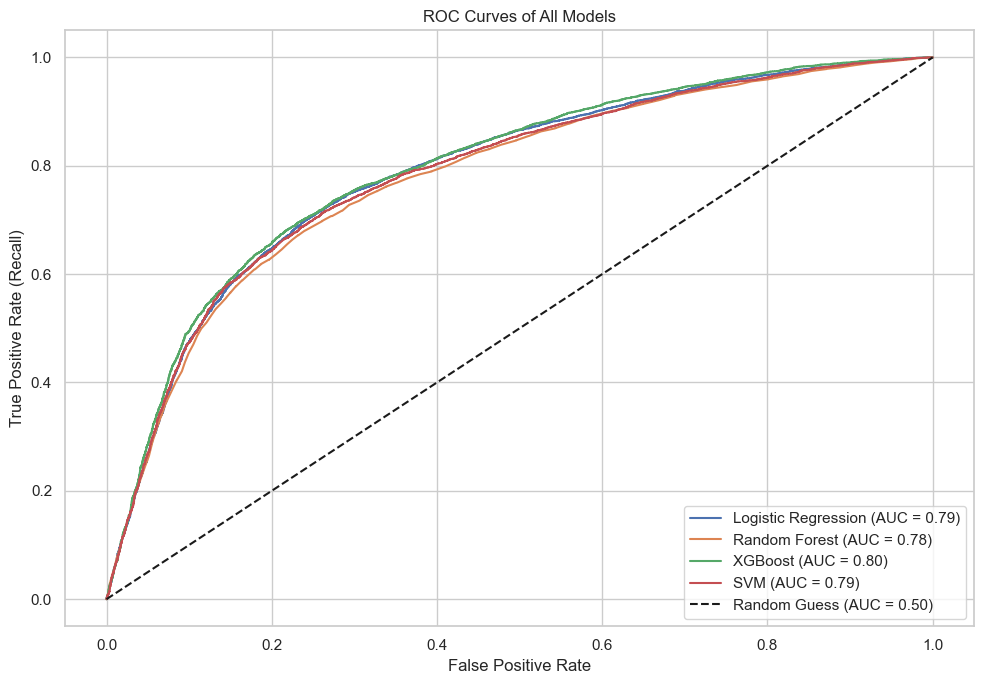 ROC Curves of All Models
True Positive Rate (Recall)
1.0
0.8
0.6
0.4
0.2
0.0
0.0 0.2 0.4 0.6 0.8 1.0
False Positive Rate
Logistic Regression (AUC = 0.79)
Random Forest (AUC = 0.78)
XGBoost (AUC = 0.80)
SVM (AUC = 0.79)
Random Guess (AUC = 0.50)